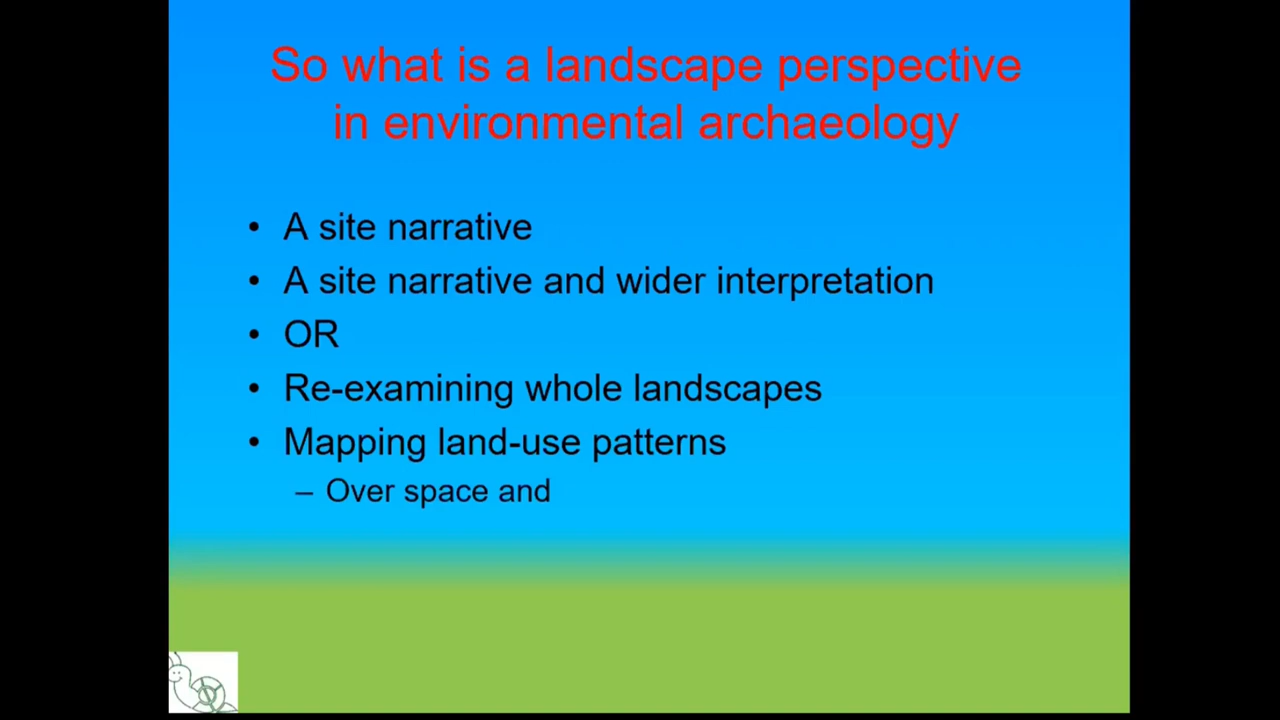 So what is a landscape perspective
in environmental archaeology
• A site narrative
• A site narrative and wider interpretation
• OR
• Re-examining whole landscapes
• Mapping land-use patterns
– Over space and